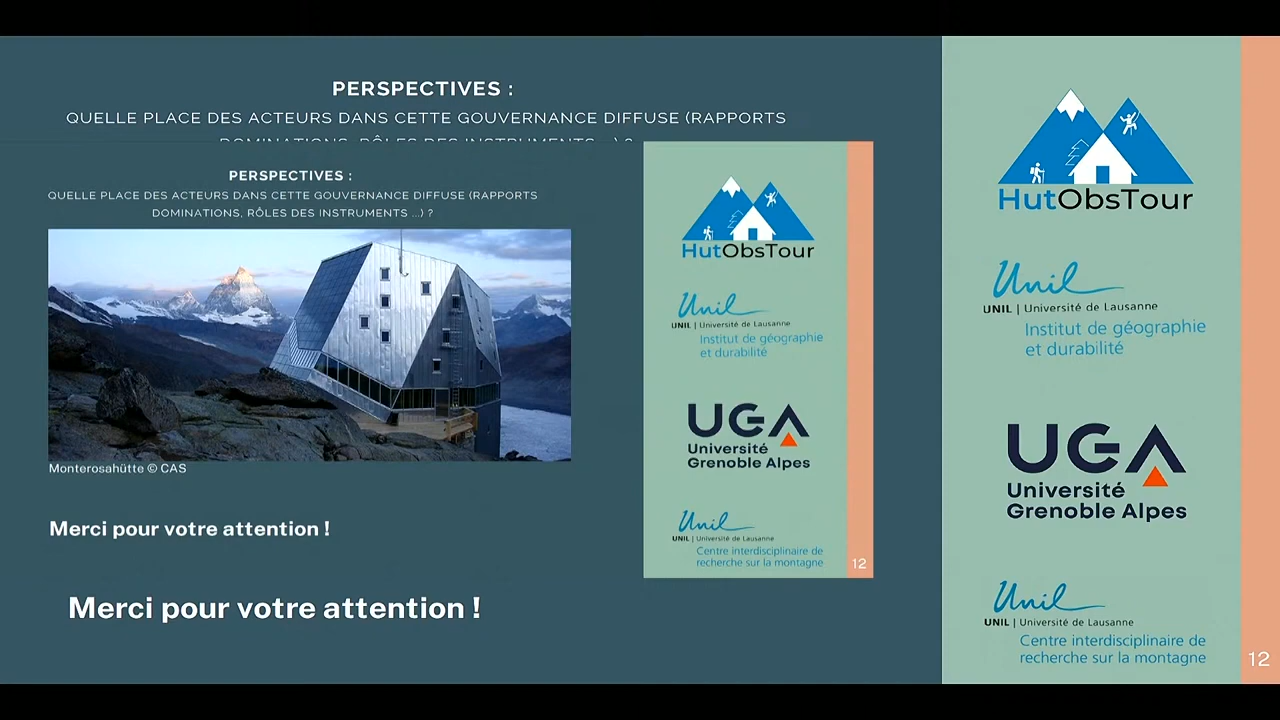 PERSPECTIVES :
QUELLE PLACE DES ACTEURS DANS CETTE GOUVERNANCE DIFFUSE (RAPPORTS
DOMINATIONS, RÔLES DES INSTRUMENTS ...) ?
PERSPECTIVES :
QUELLE PLACE DES ACTEURS DANS CETTE GOUVERNANCE DIFFUSE (RAPPORTS
DOMINATIONS, RÔLES DES INSTRUMENTS ...) ?
Monterosahütte © CAS
Merci pour votre attention !
Merci pour votre attention !
HutObsTour
Unil
UNIL | Université de Lausanne
Institut de géographie
et durabilité
UGA
Université
Grenoble Alpes
Unil
UNIL | Université de Lausanne
Centre interdisciplinaire de
recherche sur la montagne
12
HutObsTour
Unil
UNIL | Université de Lausanne
Institut de géographie
et durabilité
UGA
Université
Grenoble Alpes
Unil
UNIL | Université de Lausanne
Centre interdisciplinaire de
recherche sur la montagne
12